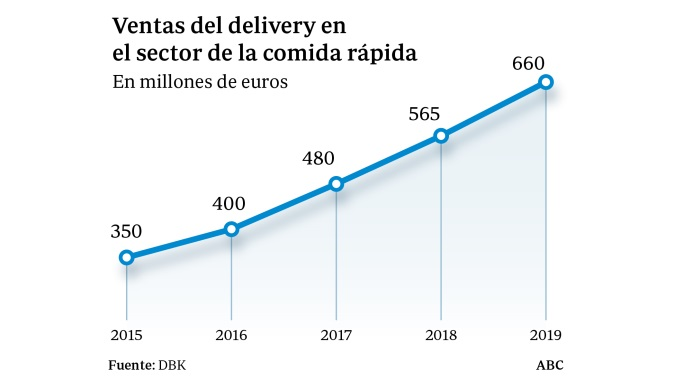 Ventas del delivery en
el sector de la comida rápida
En millones de euros
350
400
480
565
660
2015 2016 2017 2018 2019
Fuente: DBK ABC